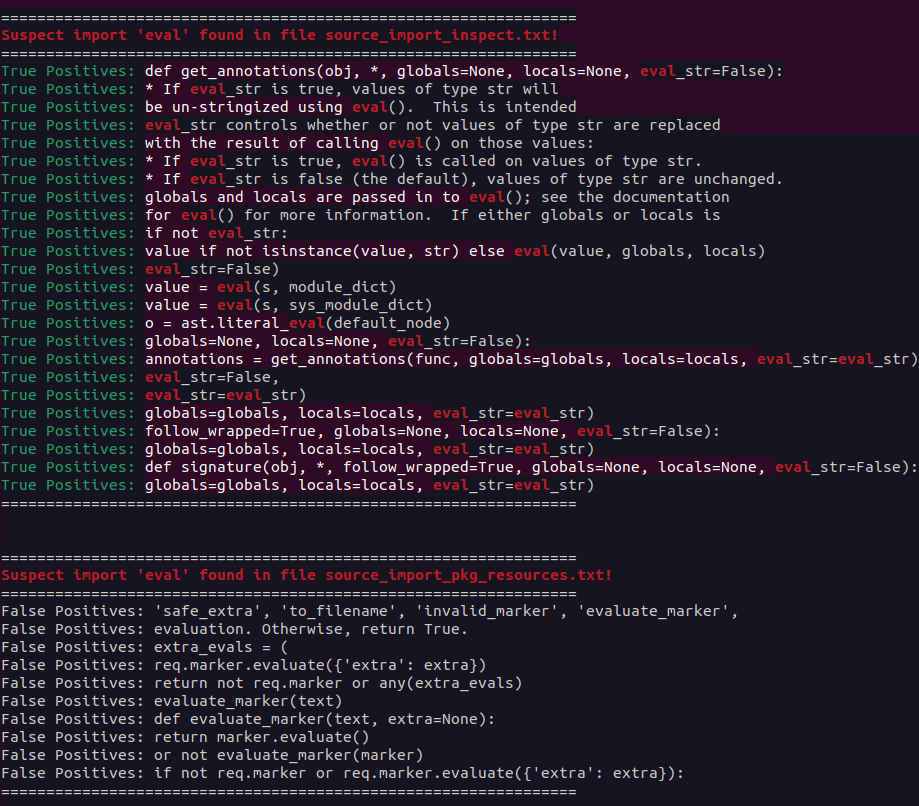 ================================================================
Suspect import 'eval' found in file source_import_inspect.txt!
================================================================
True Positives: def get_annotations(obj, *, globals=None, locals=None, eval_str=False):
True Positives: * If eval_str is true, values of type str will
True Positives: be un-stringized using eval().  This is intended
True Positives: eval_str controls whether or not values of type str are replaced
True Positives: with the result of calling eval() on those values:
True Positives: * If eval_str is true, eval() is called on values of type str.
True Positives: * If eval_str is false (the default), values of type str are unchanged.
True Positives: globals and locals are passed in to eval(); see the documentation
True Positives: for eval() for more information.  If either globals or locals is
True Positives: if not eval_str:
True Positives: value if not isinstance(value, str) else eval(value, globals, locals)
True Positives: eval_str=False)
True Positives: value = eval(s, module_dict)
True Positives: value = eval(s, sys_module_dict)
True Positives: o = ast.literal_eval(default_node)
True Positives: globals=None, locals=None, eval_str=False):
True Positives: annotations = get_annotations(func, globals=globals, locals=locals, eval_str=eval_str)
True Positives: eval_str=False,
True Positives: eval_str=eval_str)
True Positives: globals=globals, locals=locals, eval_str=eval_str)
True Positives: follow_wrapped=True, globals=None, locals=None, eval_str=False):
True Positives: globals=globals, locals=locals, eval_str=eval_str)
True Positives: def signature(obj, *, follow_wrapped=True, globals=None, locals=None, eval_str=False):
True Positives: globals=globals, locals=locals, eval_str=eval_str)
================================================================
================================================================
Suspect import 'eval' found in file source_import_pkg_resources.txt!
================================================================
False Positives: 'safe_extra', 'to_filename', 'invalid_marker', 'evaluate_marker',
False Positives: evaluation. Otherwise, return True.
False Positives: extra_evals = (
False Positives: req.marker.evaluate({'extra': extra})
False Positives: return not req.marker or any(extra_evals)
False Positives: evaluate_marker(text)
False Positives: def evaluate_marker(text, extra=None):
False Positives: return marker.evaluate()
False Positives: or not evaluate_marker(marker)
False Positives: if not req.marker or req.marker.evaluate({'extra': extra}):
================================================================